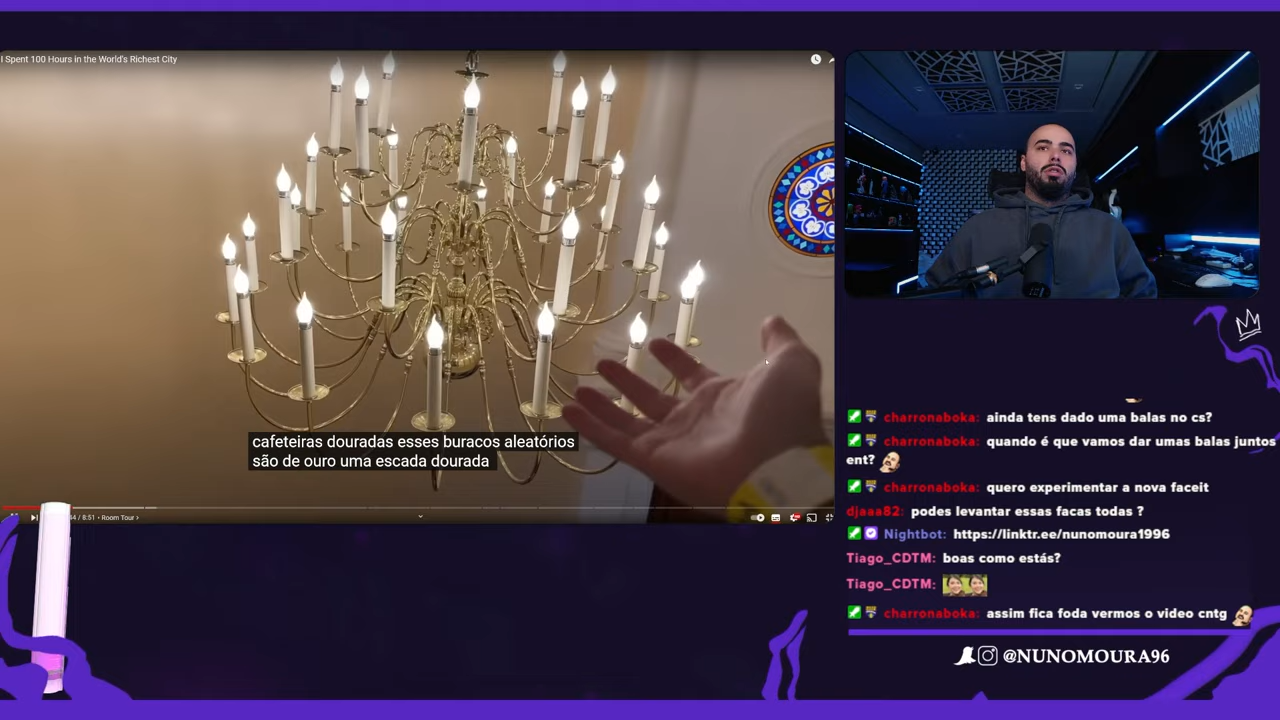 I Spent 100 Hours in the World's Richest City
cafeteiras douradas esses buracos aleatórios
são de ouro uma escada dourada
/ 8:51 • Room Tour ›
charronaboka: ainda tens dado uma balas no cs?
charronaboka: quando é que vamos dar umas balas juntos
ent?
charronaboka: quero experimentar a nova faceit
djaaa82: podes levantar essas facas todas ?
Nightbot: https://linktr.ee/nunomoura1996
Tiago_CDTM: boas como estás?
Tiago_CDTM:
charronaboka: assim fica foda vermos o video cntg
@NUNOMOURA96